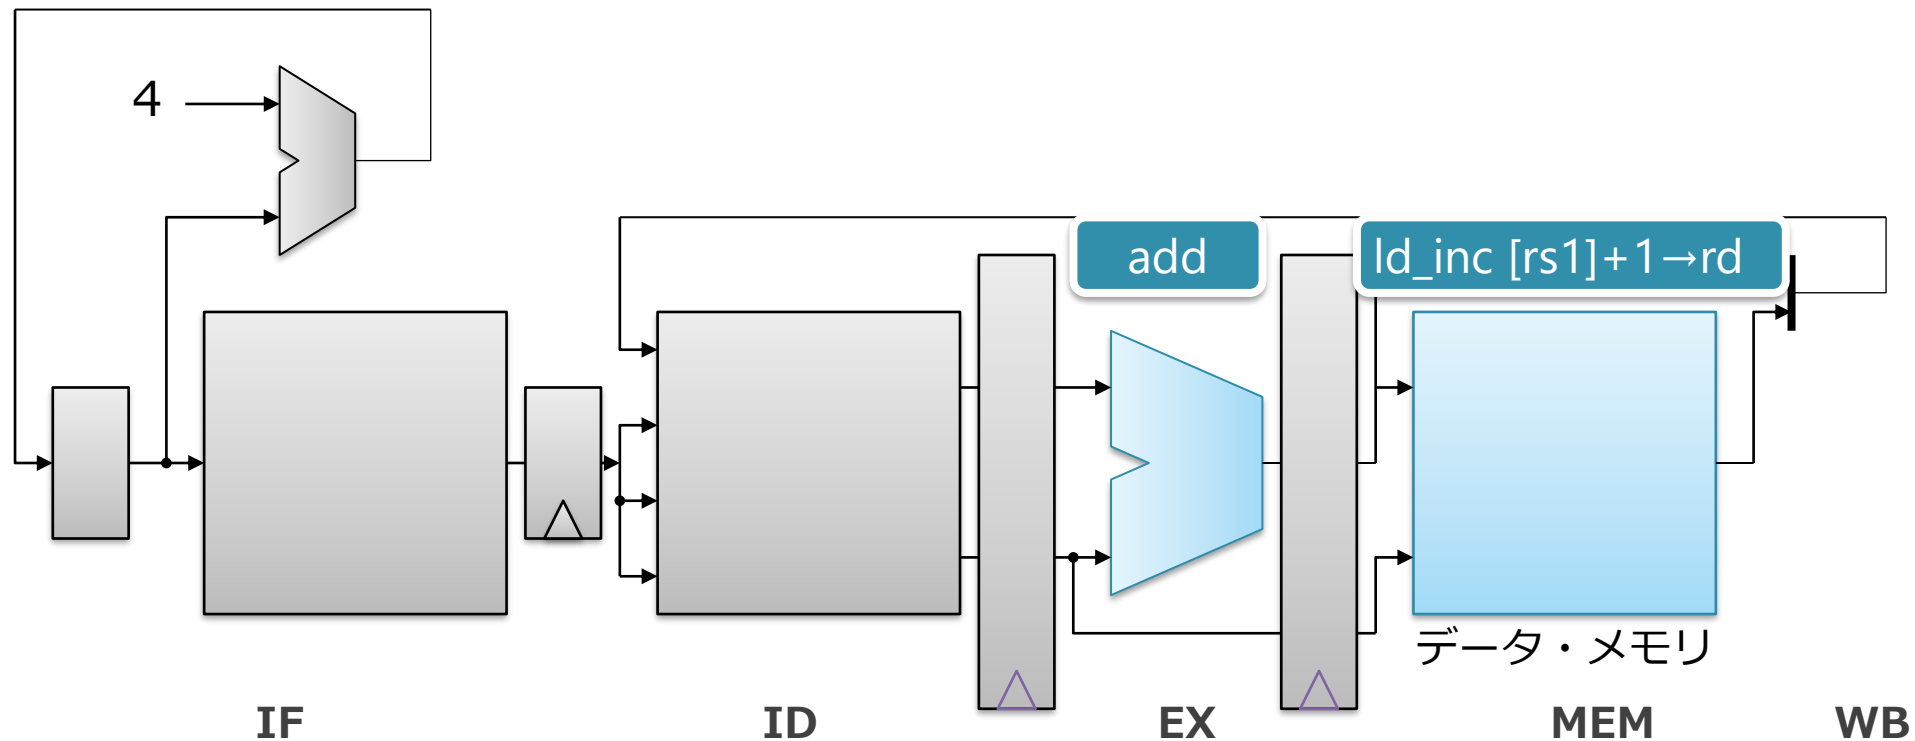 4
add
ld_inc [rs1]+1→rd
データ・メモリ
IF
ID
EX
MEM
WB